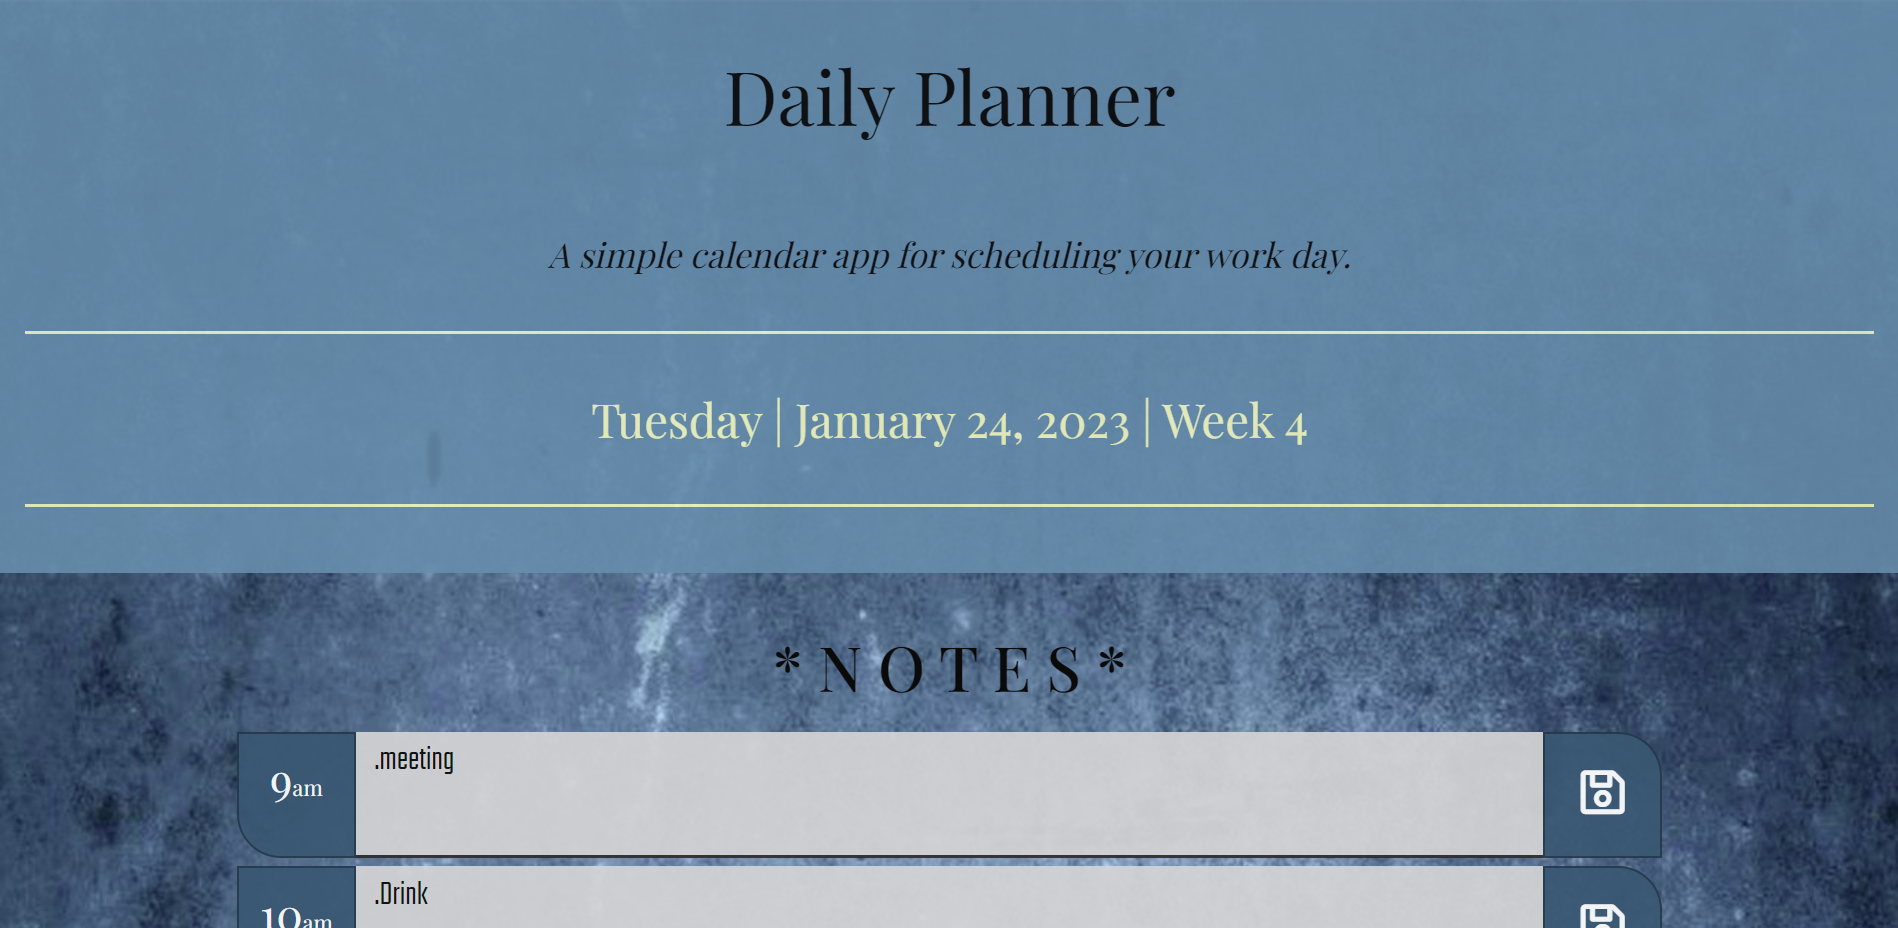 Daily Planner
A simple calendar app for scheduling your work day.
Tuesday | January 24, 2023 | Week 4
*NOTES*
9am
.meeting
10am
.Drink